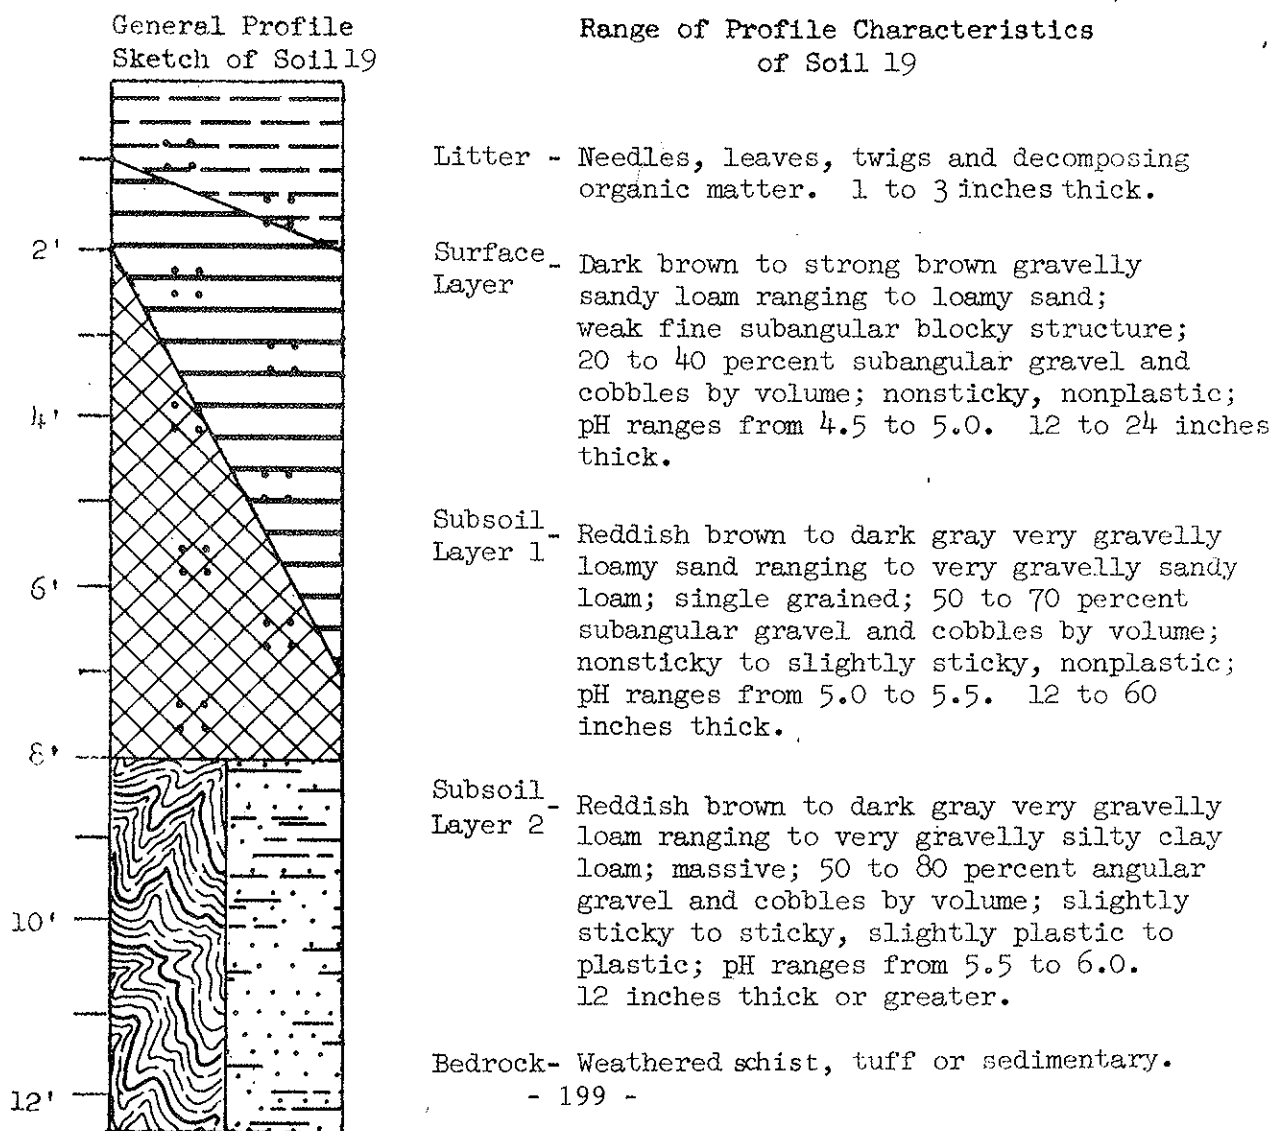 General Profile
Sketch of Soil 19
2'
4'
6'
8'
10'
12'
Range of Profile Characteristics
of Soil 19
Litter - Needles, leaves, twigs and decomposing
organic matter. 1 to 3 inches thick.
Surface
Layer - Dark brown to strong brown gravelly
sandy loam ranging to loamy sand;
weak fine subangular blocky structure;
20 to 40 percent subangular gravel and
cobbles by volume; nonsticky, nonplastic;
pH ranges from 4.5 to 5.0. 12 to 24 inches
thick.
Subsoil
Layer 1 - Reddish brown to dark gray very gravelly
loamy sand ranging to very gravelly sandy
loam; single grained; 50 to 70 percent
subangular gravel and cobbles by volume;
nonsticky to slightly sticky, nonplastic;
pH ranges from 5.0 to 5.5. 12 to 60
inches thick.
Subsoil
Layer 2 - Reddish brown to dark gray very gravelly
loam ranging to very gravelly silty clay
loam; massive; 50 to 80 percent angular
gravel and cobbles by volume; slightly
sticky to sticky, slightly plastic to
plastic; pH ranges from 5.5 to 6.0.
12 inches thick or greater.
Bedrock- Weathered schist, tuff or sedimentary.
- 199 -